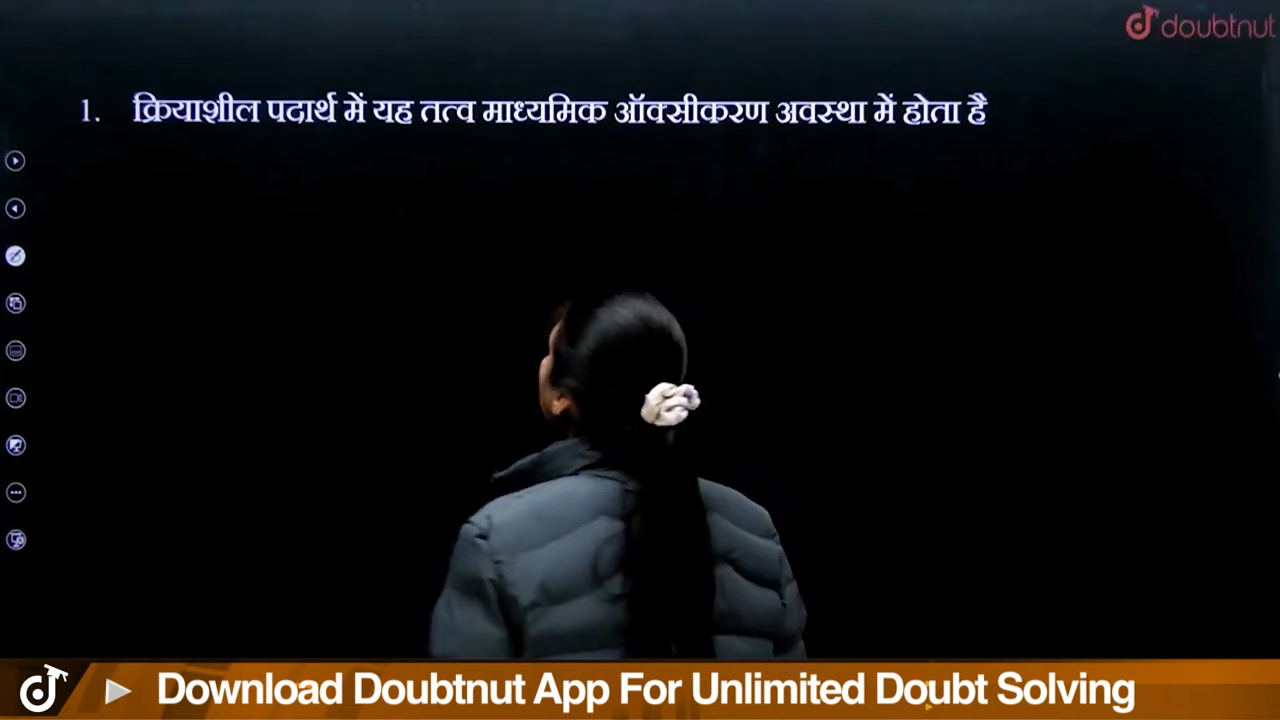 doubtnut
1. क्रियाशील पदार्थ में यह तत्व माध्यमिक ऑक्सीकरण अवस्था में होता है
Download Doubtnut App For Unlimited Doubt Solving